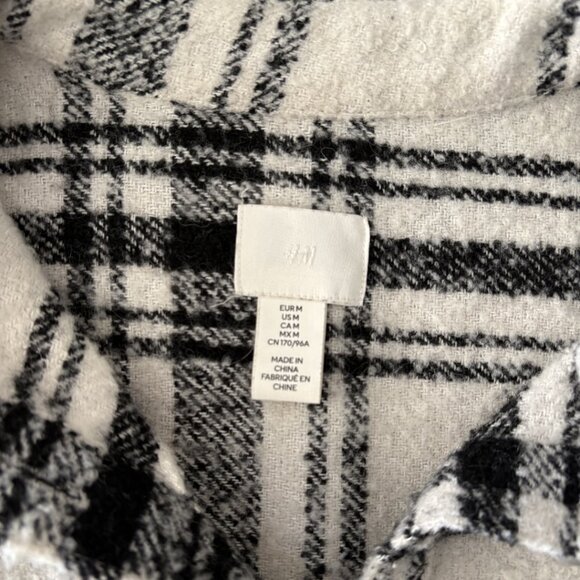 H&M
EUR M
US M
CA M
MX M
CN 170/96A
MADE IN
CHINA
FABRIQUÉ EN
CHINE